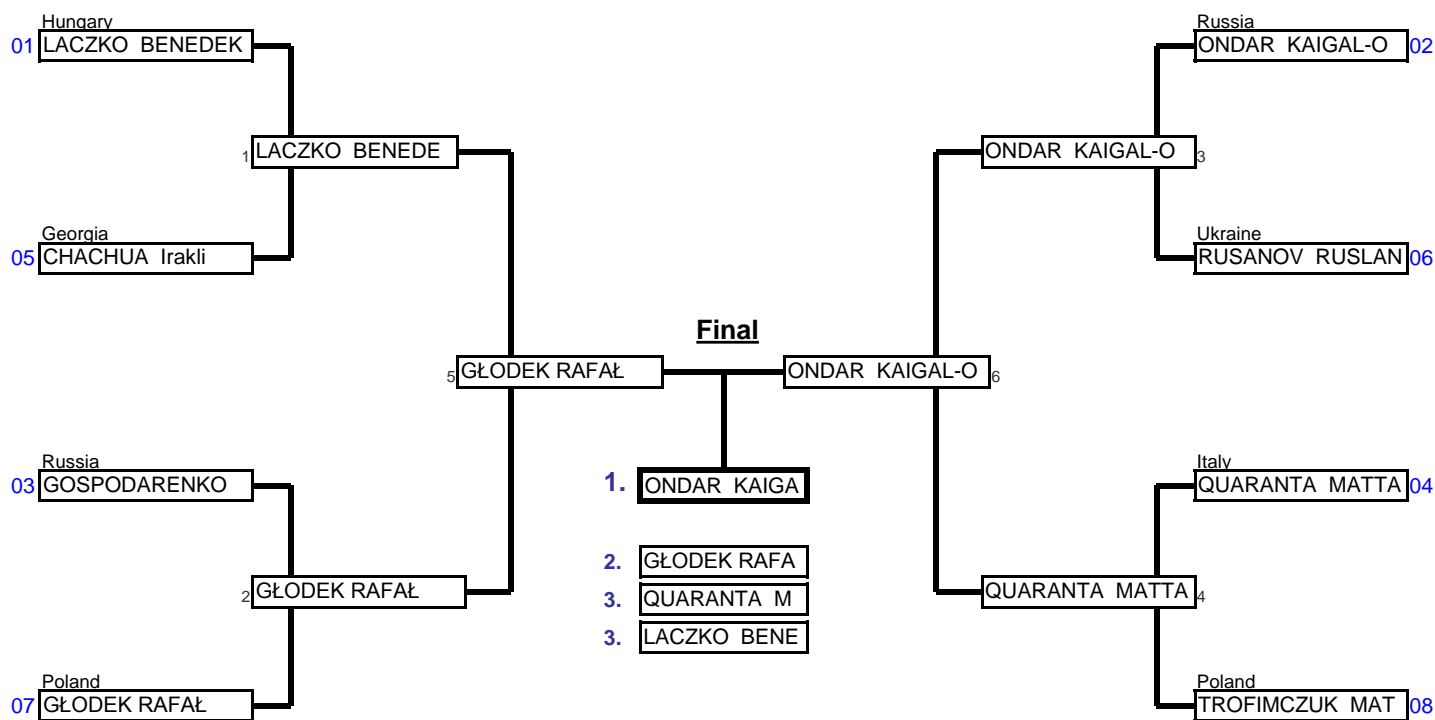 Hungary
Russia
01 LACZKO BENEDEK
ONDAR KAIGAL-O 02
1 LACZKO BENEDE
ONDAR KAIGAL-O 3
Georgia
Ukraine
05 CHACHUA Irakli
RUSANOV RUSLAN 06
Final
5 GŁODEK RAFAŁ
ONDAR KAIGAL-O 6
Russia
Italy
03 GOSPODARENKO
1. ONDAR KAIGA
QUARANTA MATTA 04
2. GŁODEK RAFA
2 GŁODEK RAFAŁ
3. QUARANTA M
QUARANTA MATTA 4
3. LACZKO BENE
Poland
Poland
07 GŁODEK RAFAŁ
TROFIMCZUK MAT 08